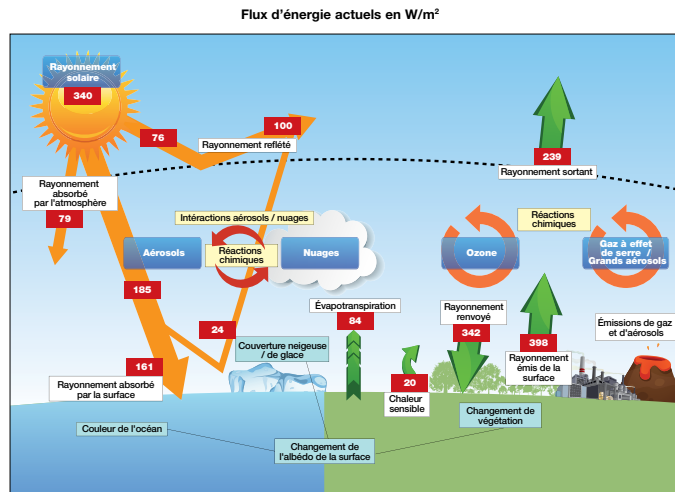 Flux d'énergie actuels en W/m²
Rayonnement
solaire
340
76
100
Rayonnement reflété
239
Rayonnement sortant
Rayonnement
absorbé
par l'atmosphère
79
Intéractions aérosols / nuages
Aérosols
Réactions
chimiques
Nuages
Réactions
chimiques
Ozone
Gaz à effet
de serre /
Grands aérosols
185
24
Évapotranspiration
84
Rayonnement
renvoyé
342
398
Rayonnement
émis de la
surface
Émissions de gaz
et d'aérosols
Couverture neigeuse
/ de glace
161
Rayonnement absorbé
par la surface
20
Chaleur
sensible
Changement de
végétation
Couleur de l'océan
Changement de
l'albédo de la surface